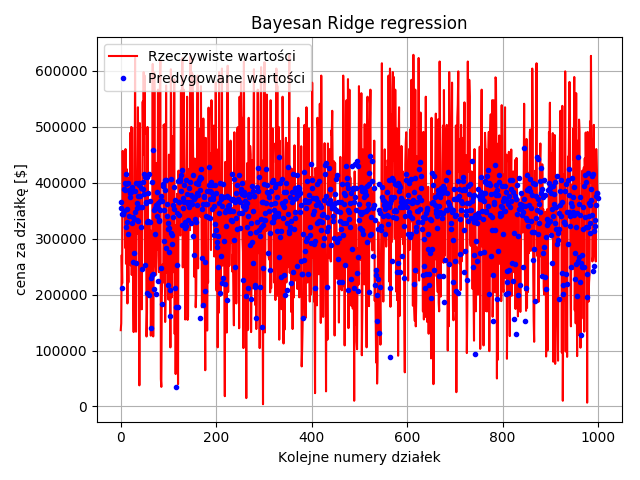 Bayesan Ridge regression
Rzeczywiste wartości
Predygowane wartości
cena za działkę [$]
600000
500000
400000
300000
200000
100000
0
0 200 400 600 800 1000
Kolejne numery działek